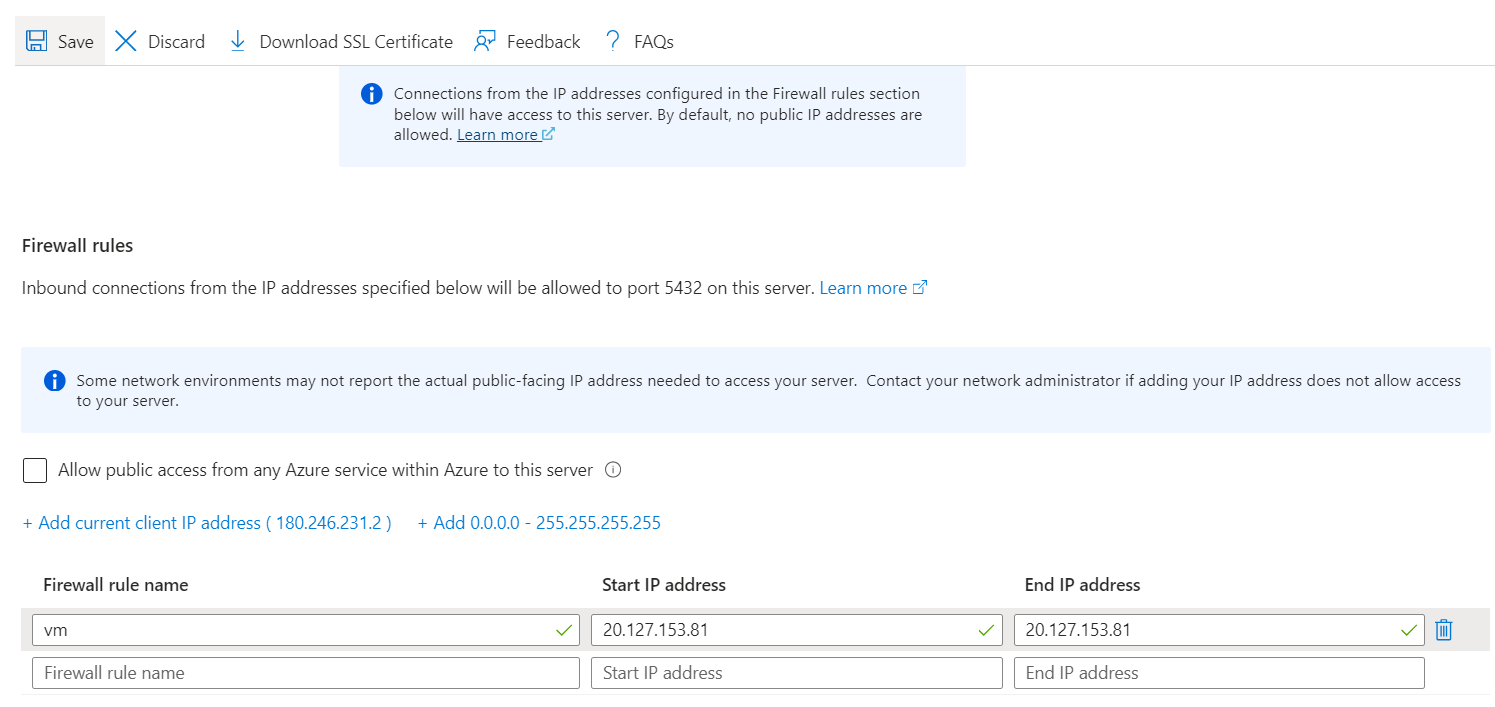 Save Discard Download SSL Certificate Feedback FAQs
Connections from the IP addresses configured in the Firewall rules section
below will have access to this server. By default, no public IP addresses are
allowed. Learn more
Firewall rules
Inbound connections from the IP addresses specified below will be allowed to port 5432 on this server. Learn more
Some network environments may not report the actual public-facing IP address needed to access your server. Contact your network administrator if adding your IP address does not allow access
to your server.
Allow public access from any Azure service within Azure to this server
+ Add current client IP address ( 180.246.231.2 ) + Add 0.0.0.0 - 255.255.255.255
Firewall rule name Start IP address End IP address
vm 20.127.153.81 20.127.153.81
Firewall rule name Start IP address End IP address